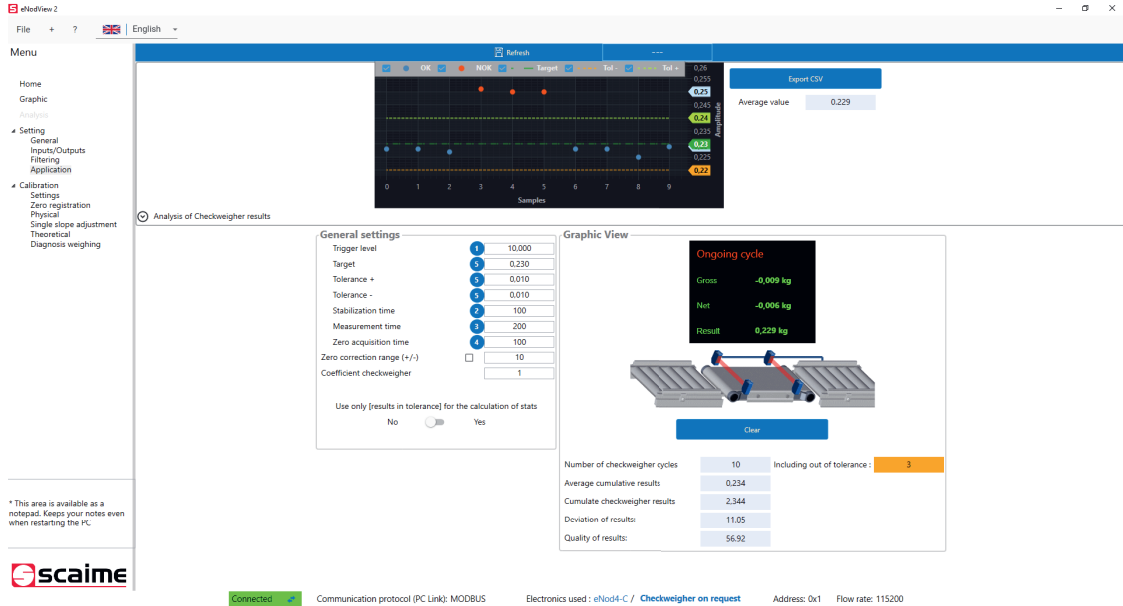 S eNodView 2
File + ? English
Menu
Refresh
---
Home
Graphic
Analysis
Setting
General
Inputs/Outputs
Filtering
Application
Calibration
Settings
Zero registration
Physical
Single slope adjustment
Theoretical
Diagnosis weighing
OK NOK Target Tol - Tol +
0,26
0,255
0,25
0,245
0,24
0,235
0,23
0,225
0,22
Amplitude
0 1 2 3 4 5 6 7 8 9
Samples
Export CSV
Average value 0.229
Analysis of Checkweigher results
General settings
Trigger level 1 10,000
Target 5 0.230
Tolerance + 5 0,010
Tolerance - 5 0,010
Stabilization time 2 100
Measurement time 3 200
Zero acquisition time 4 100
Zero correction range (+/-) 10
Coefficient checkweigher 1
Use only [results in tolerance] for the calculation of stats
No Yes
Graphic View
Ongoing cycle
Gross -0,009 kg
Net -0,006 kg
Result 0,229 kg
Clear
Number of checkweigher cycles 10 Including out of tolerance : 3
Average cumulative results 0,234
Cumulate checkweigher results 2,344
Deviation of results: 11.05
Quality of results: 56.92
* This area is available as a
notepad. Keeps your notes even
when restarting the PC
scaime
Connected Communication protocol (PC Link): MODBUS Electronics used : eNod4-C / Checkweigher on request Address: 0x1 Flow rate: 115200